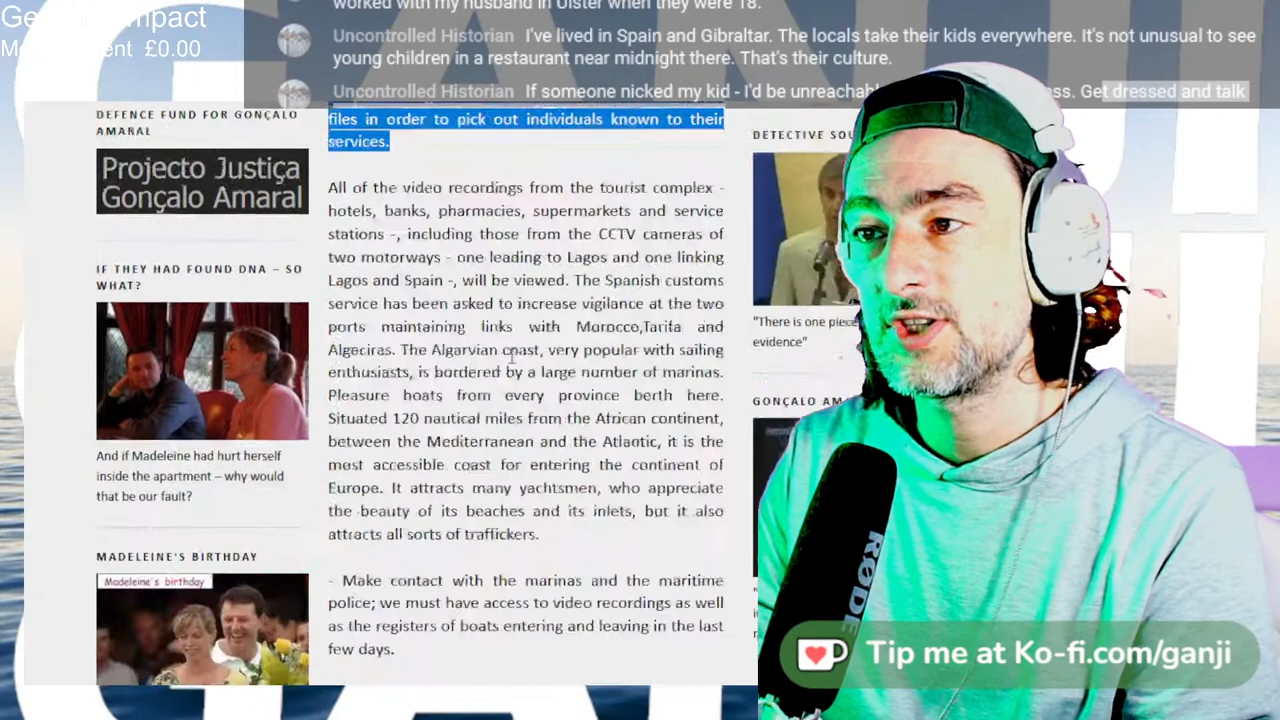 worked with my husband in Ulster when they were 18.
Uncontrolled Historian I've lived in Spain and Gibraltar. The locals take their kids everywhere. It's not unusual to see
young children in a restaurant near midnight there. That's their culture.
Uncontrolled Historian If someone nicked my kid - I'd be Get dressed and talk
£0.00
DEFENCE FUND FOR GONÇALO
AMARAL
Projecto Justiça
Gonçalo Amaral
IF THEY HAD FOUND DNA – SO
WHAT?
And if Madeleine had hurt herself
inside the apartment – why would
that be our fault?
MADELEINE'S BIRTHDAY
Madeleine's birthday
files in order to pick out individuals known to their
services.
All of the video recordings from the tourist complex -
hotels, banks, pharmacies, supermarkets and service
stations -, including those from the CCTV cameras of
two motorways - one leading to Lagos and one linking
Lagos and Spain -, will be viewed. The Spanish customs
service has been asked to increase vigilance at the two
ports maintaining links with Morocco,Tarifa and
Algeciras. The Algarvian coast, very popular with sailing
enthusiasts, is bordered by a large number of marinas.
Pleasure boats from every province berth here.
Situated 120 nautical miles from the African continent,
between the Mediterranean and the Atlantic, it is the
most accessible coast for entering the continent of
Europe. It attracts many yachtsmen, who appreciate
the beauty of its beaches and its inlets, but it also
attracts all sorts of traffickers.
- Make contact with the marinas and the maritime
police; we must have access to video recordings as well
as the registers of boats entering and leaving in the last
few days.
DETECTIVE
"There is one piece
evidence"
GONÇALO
RØDE
Tip me at Ko-fi.com/ganji